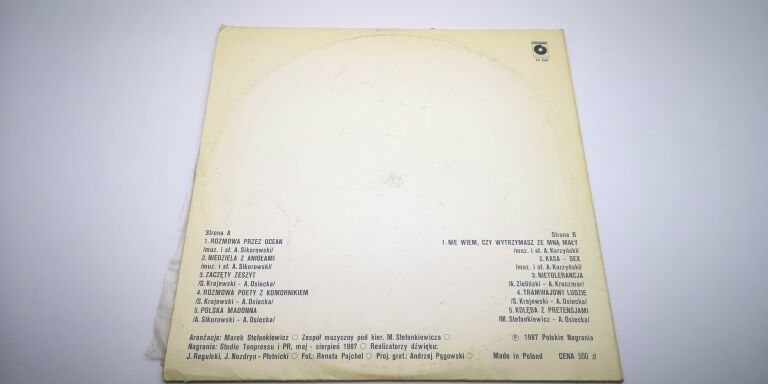 Strona A
1. ROZMOWA PRZEZ OCEAN
/muz. i sł. A. Sikorowski/
2. NIEDZIELA Z ANIOŁAMI
/muz. i sł. A. Sikorowski/
3. ZACZĘTY ZESZYT
/S. Krajewski - A. Osiecka/
4. ROZMOWA POETY Z KOMORNIKIEM
/S. Krajewski - A. Osiecka/
5. POLSKA MADONNA
/A. Sikorowski - A. Osiecka/
Strona B
1. NIE WIEM, CZY WYTRZYMASZ ZE MNĄ MAŁY
/muz. i sł. A. Korzyński/
2. KASA - SEX
/muz. i sł. A. Korzyński/
3. NIETOLERANCJA
/A. Zieliński - A. Kreczmar/
4. TRAMWAJOWI LUDZIE
/S. Krajewski - A. Osiecka/
5. KOLĘDA Z PRETENSJAMI
/M. Stefankiewicz - A. Osiecka/
Aranżacje: Marek Stefankiewicz ○ Zespół muzyczny pod kier. M. Stefankiewicza ○
Nagrania: Studio Tonpressu i PR, maj - sierpień 1987 ○ Realizatorzy dźwięku:
J. Regulski, J. Nozdryn - Płotnicki ○ Fot.: Renata Pajchel ○ Proj. graf.: Andrzej Pągowski ○
℗ 1987 Polskie Nagrania
Made in Poland CENA 500 zł